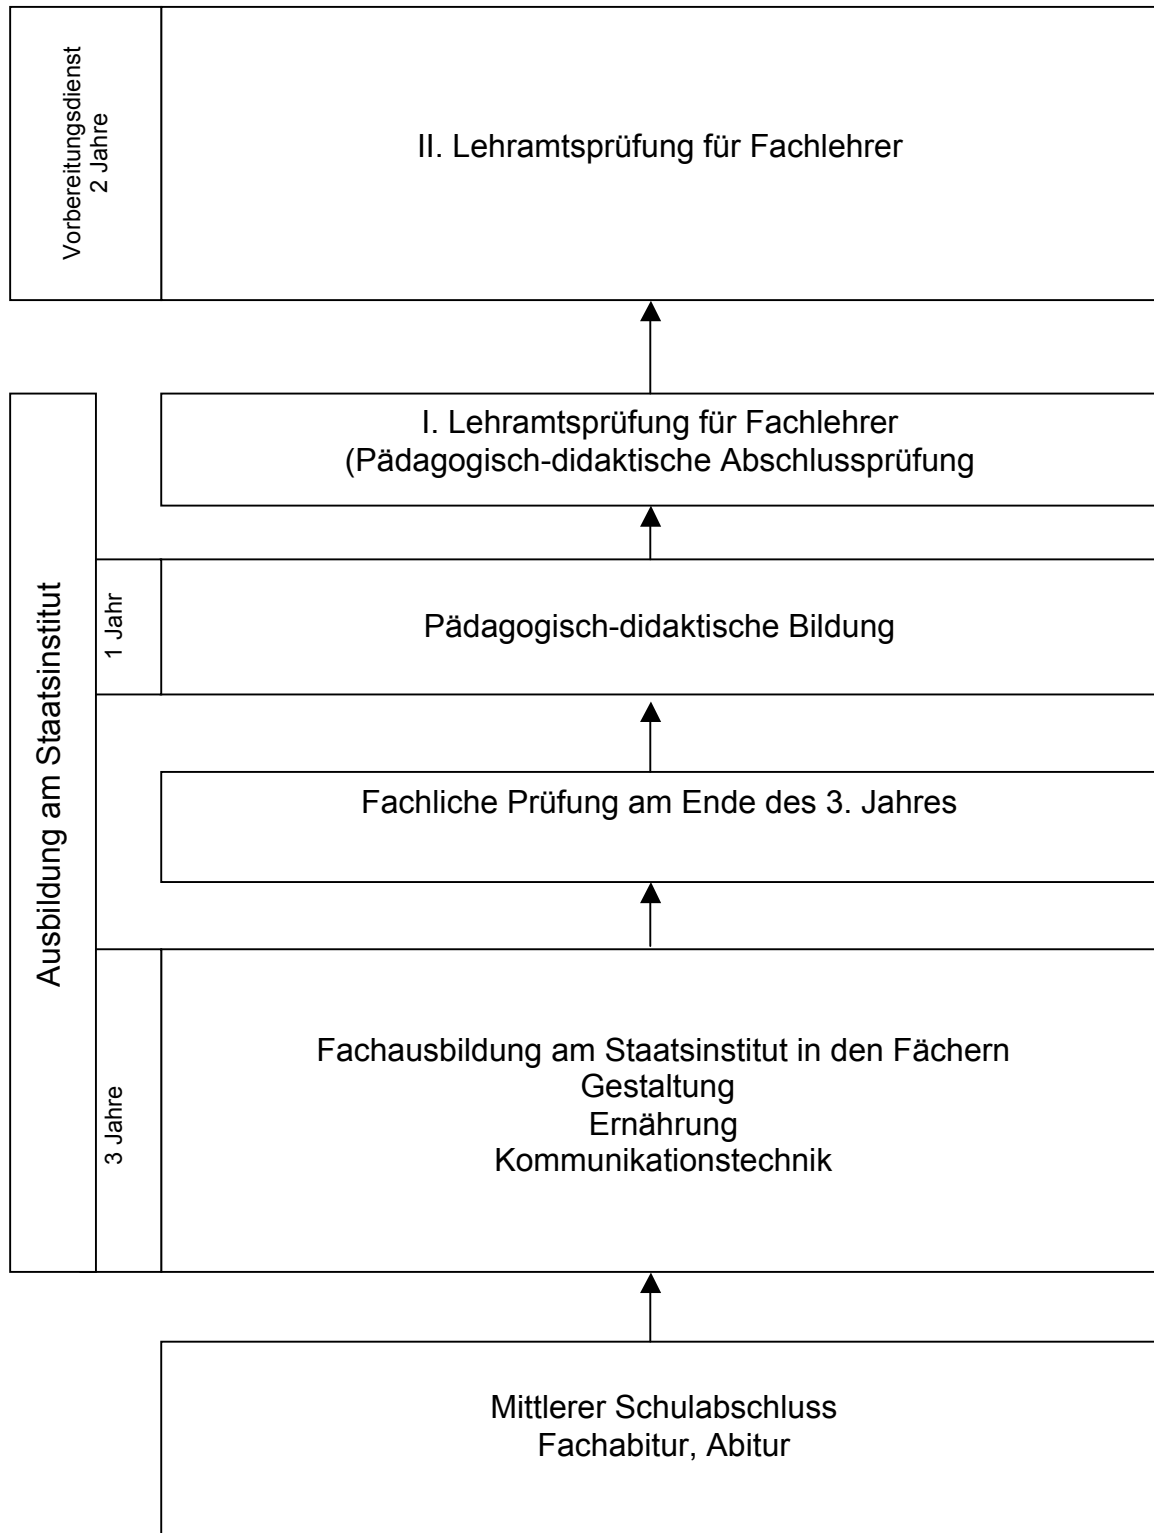 Vorbereitungsdienst
2 Jahre
II. Lehramtsprüfung für Fachlehrer
Ausbildung am Staatsinstitut
I. Lehramtsprüfung für Fachlehrer
(Pädagogisch-didaktische Abschlussprüfung
1 Jahr
Pädagogisch-didaktische Bildung
Fachliche Prüfung am Ende des 3. Jahres
3 Jahre
Fachausbildung am Staatsinstitut in den Fächern
Gestaltung
Ernährung
Kommunikationstechnik
Mittlerer Schulabschluss
Fachabitur, Abitur